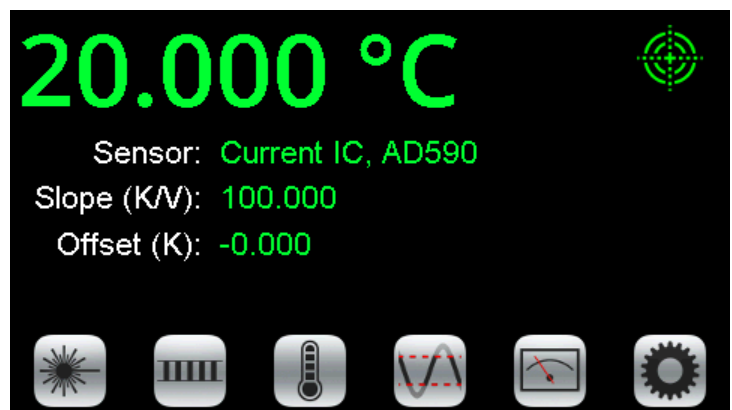 20.000 °C
Sensor: Current IC, AD590
Slope (K/V): 100.000
Offset (K): -0.000